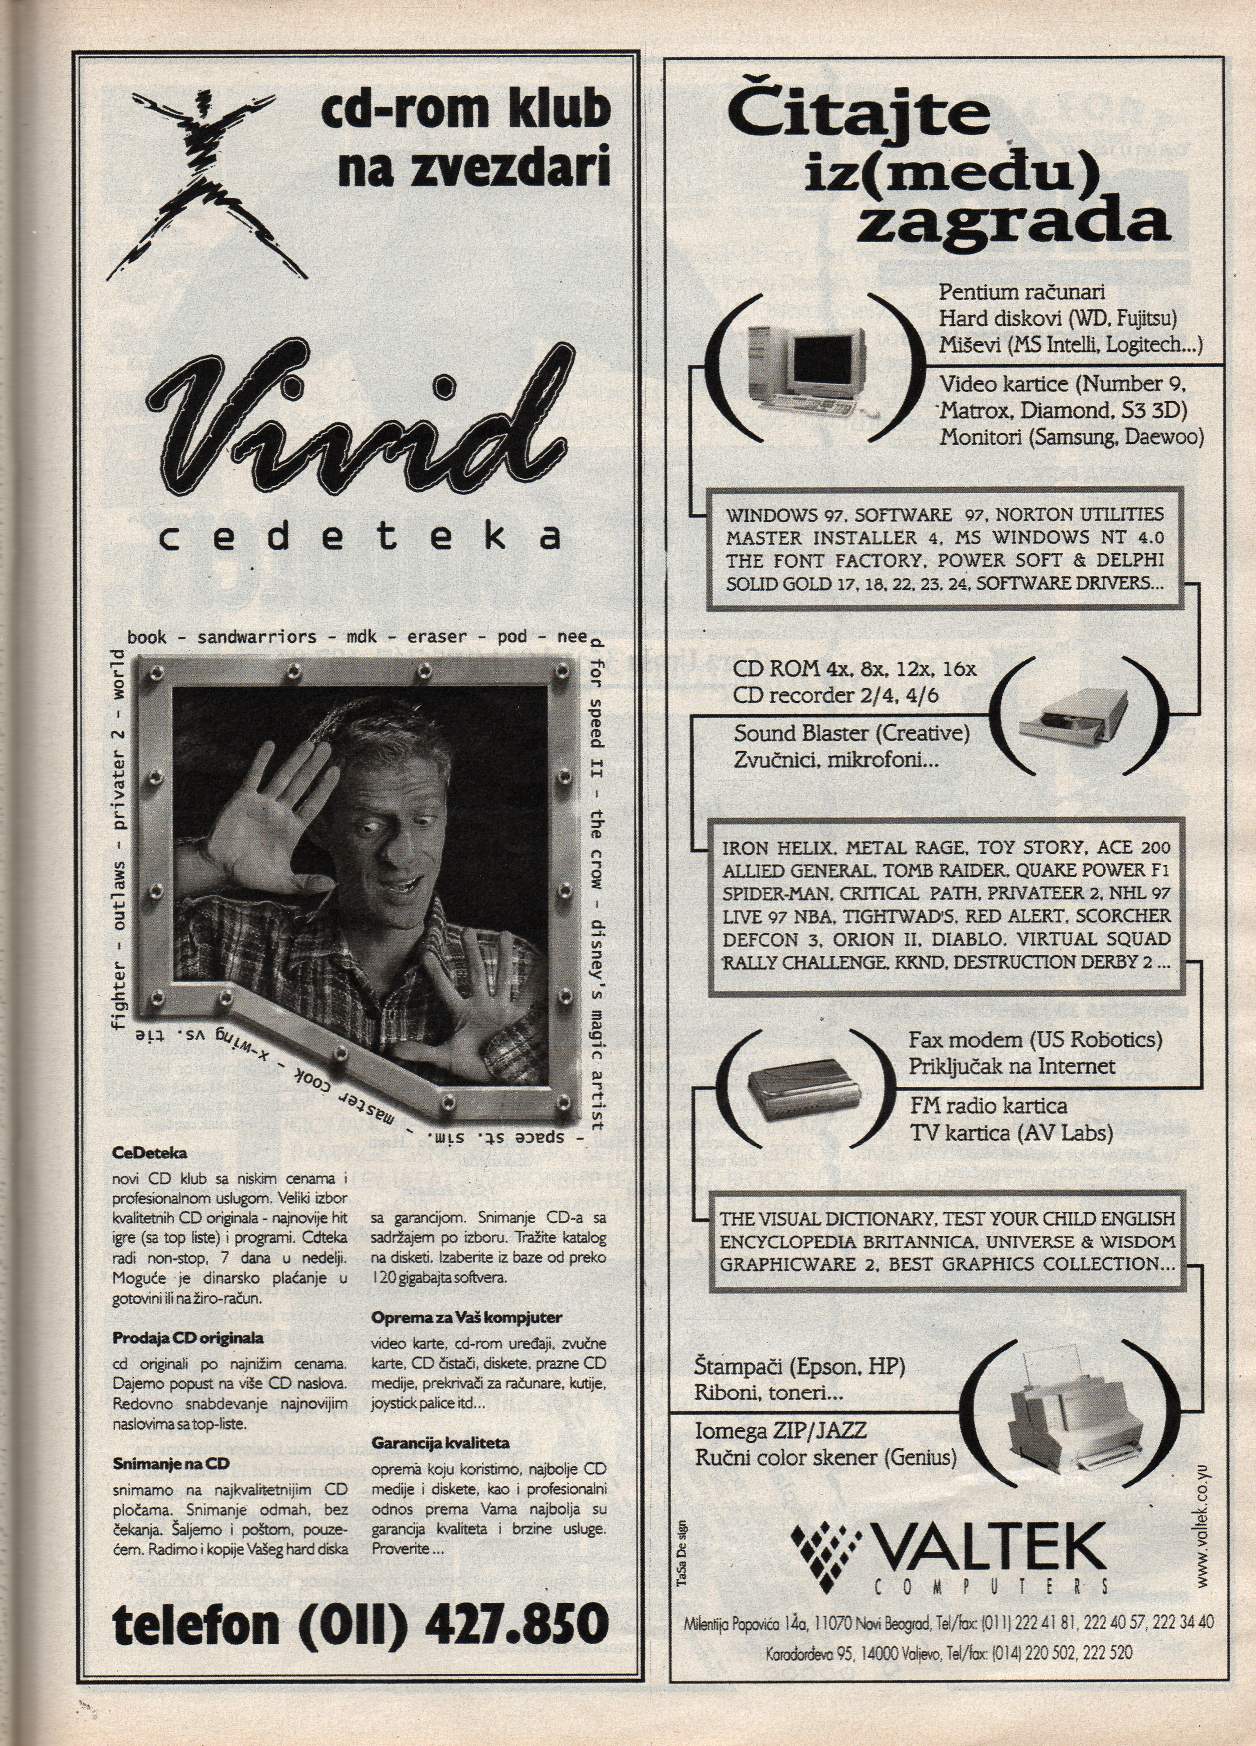 cd-rom klub
na zvezdari
Vivid
cedeteka
book - sandwarriors - mdk - eraser - pod - need for speed II - the crow - disney's magic artist
- space st. sim. - master cook - x-wing vs. tie
fighter - outlaws - privater 2 - world
CeDeteka
novi CD klub sa niskim cenama i
profesionalnom uslugom. Veliki izbor
kvalitetnih CD originala - najnovije hit
igre (sa top liste) i programi. Cdteka
radi non-stop, 7 dana u nedelji.
Moguće je dinarsko plaćanje u
gotovini ili na žiro-račun.
Prodaja CD originala
cd originali po najnižim cenama.
Dajemo popust na više CD naslova.
Redovno snabdevanje najnovijim
naslovima sa top-liste.
Snimanje na CD
snimamo na najkvalitetnijim CD
pločama. Snimanje odmah, bez
čekanja. Šaljemo i poštom, pouze-
ćem. Radimo i kopije Vašeg hard diska
sa garancijom. Snimanje CD-a sa
sadržajem po izboru. Tražite katalog
na disketi. Izaberite iz baze od preko
120 gigabajta softvera.
Oprema za Vaš kompjuter
video karte, cd-rom uređaji, zvučne
karte, CD čistači, diskete, prazne CD
medije, prekrivači za računare, kutije,
joystick palice itd...
Garancija kvaliteta
oprema koju koristimo, najbolje CD
medije i diskete, kao i profesionalni
odnos prema Vama najbolja su
garancija kvaliteta i brzine usluge.
Proverite ...
telefon (011) 427.850
Čitajte
iz(među)
zagrada
Pentium računari
Hard diskovi (WD, Fujitsu)
Miševi (MS Intelli, Logitech...)
Video kartice (Number 9,
Matrox, Diamond, S3 3D)
Monitori (Samsung, Daewoo)
WINDOWS 97, SOFTWARE 97, NORTON UTILITIES
MASTER INSTALLER 4, MS WINDOWS NT 4.0
THE FONT FACTORY, POWER SOFT & DELPHI
SOLID GOLD 17, 18, 22, 23, 24, SOFTWARE DRIVERS...
CD ROM 4x, 8x, 12x, 16x
CD recorder 2/4, 4/6
Sound Blaster (Creative)
Zvučnici, mikrofoni...
IRON HELIX, METAL RAGE, TOY STORY, ACE 200
ALLIED GENERAL, TOMB RAIDER, QUAKE POWER F1
SPIDER-MAN, CRITICAL PATH, PRIVATEER 2, NHL 97
LIVE 97 NBA, TIGHTWAD'S, RED ALERT, SCORCHER
DEFCON 3, ORION II, DIABLO, VIRTUAL SQUAD
RALLY CHALLENGE, KKND, DESTRUCTION DERBY 2 ...
Fax modem (US Robotics)
Priključak na Internet
FM radio kartica
TV kartica (AV Labs)
THE VISUAL DICTIONARY, TEST YOUR CHILD ENGLISH
ENCYCLOPEDIA BRITANNICA, UNIVERSE & WISDOM
GRAPHICWARE 2, BEST GRAPHICS COLLECTION...
Štampači (Epson, HP)
Riboni, toneri...
Iomega ZIP/JAZZ
Ručni color skener (Genius)
TaSa De sign
www.valtek.co.yu
VALTEK
COMPUTERS
Milentija Popovića 14a, 11070 Novi Beograd, Tel/fax: (011) 222 41 81, 222 40 57, 222 34 40
Karađorđeva 95, 14000 Valjevo, Tel/fax: (014) 220 502, 222 520